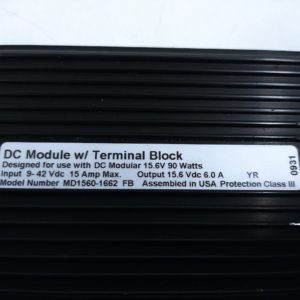 DC Module w/ Terminal Block
Designed for use with DC Modular 15.6V 90 Watts
Input 9- 42 Vdc 15 Amp Max. Output 15.6 Vdc 6.0 A YR
Model Number MD1560-1662 FB Assembled in USA Protection Class III
0931